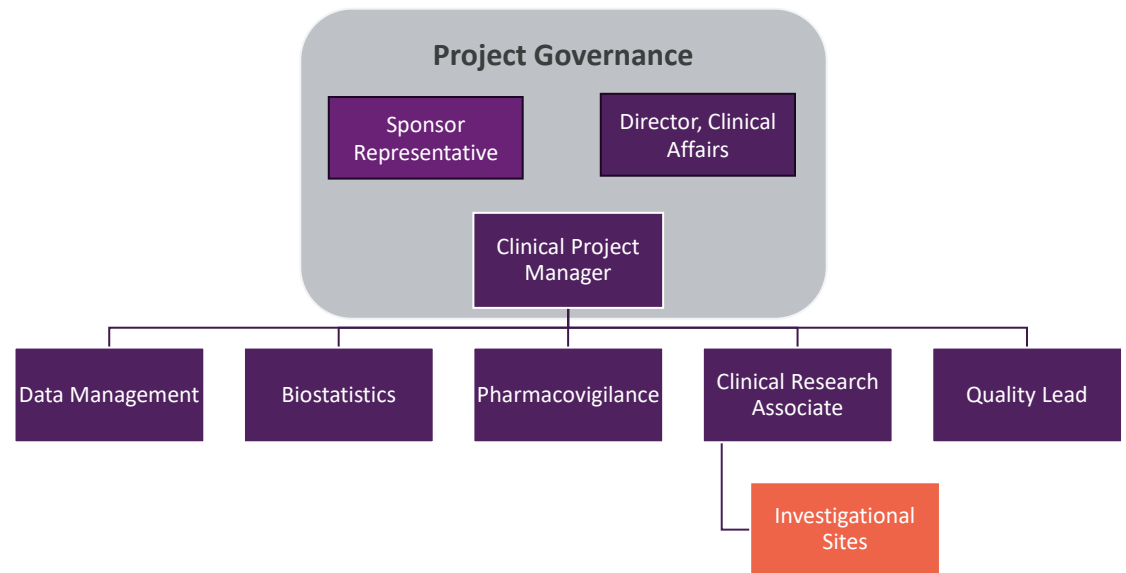 Project Governance
Sponsor
Representative
Director, Clinical
Affairs
Clinical Project
Manager
Data Management
Biostatistics
Pharmacovigilance
Clinical Research
Associate
Quality Lead
Investigational
Sites